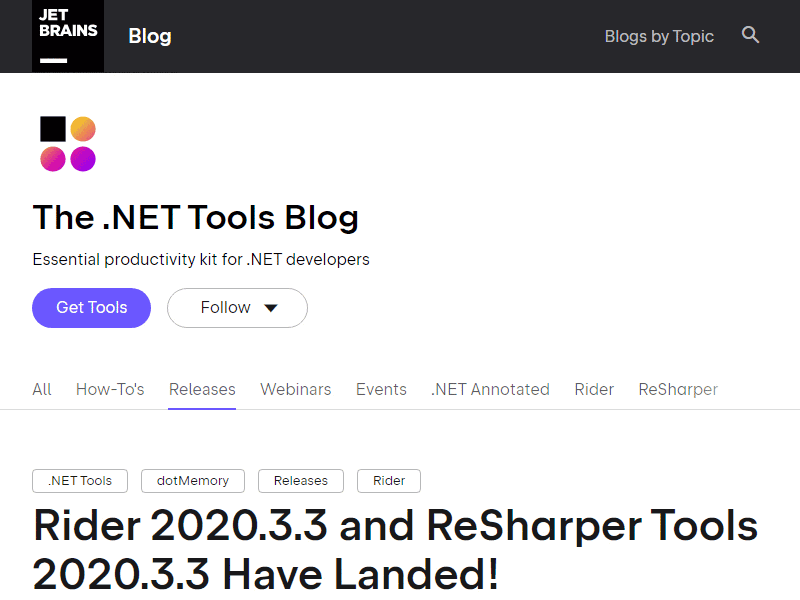 JET
BRAINS
Blog
Blogs by Topic
The .NET Tools Blog
Essential productivity kit for .NET developers
Get Tools
Follow
All How-To's Releases Webinars Events .NET Annotated Rider ReSharper
.NET Tools dotMemory Releases Rider
Rider 2020.3.3 and ReSharper Tools
2020.3.3 Have Landed!